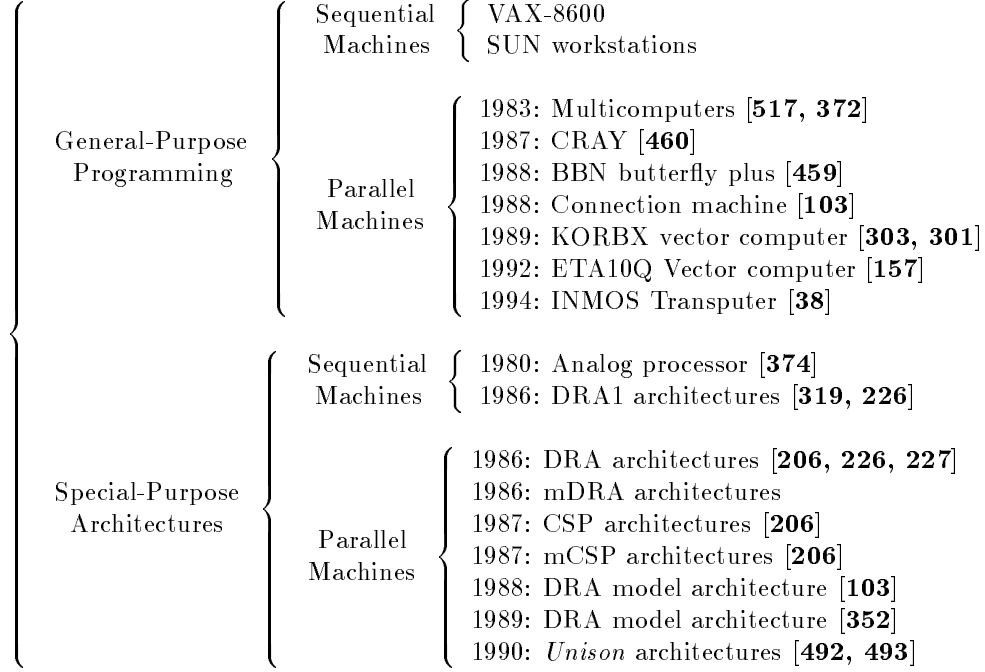 General-Purpose
Programming
Sequential
Machines
VAX-8600
SUN workstations
Parallel
Machines
1983: Multicomputers [517, 372]
1987: CRAY [460]
1988: BBN butterfly plus [459]
1988: Connection machine [103]
1989: KORBX vector computer [303, 301]
1992: ETA10Q Vector computer [157]
1994: INMOS Transputer [38]
Special-Purpose
Architectures
Sequential
Machines
1980: Analog processor [374]
1986: DRA1 architectures [319, 226]
Parallel
Machines
1986: DRA architectures [206, 226, 227]
1986: mDRA architectures
1987: CSP architectures [206]
1987: mCSP architectures [206]
1988: DRA model architecture [103]
1989: DRA model architecture [352]
1990: Unison architectures [492, 493]